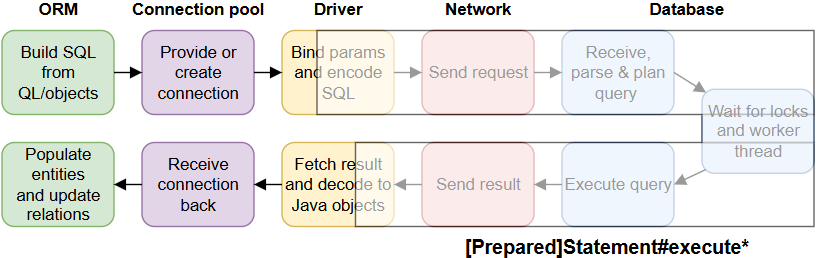 ORM
Connection pool
Driver
Network
Database
Build SQL
from
QL/objects
Provide or
create
connection
Bind params
and encode
SQL
Send request
Receive,
parse & plan
query
Wait for locks
and worker
thread
Populate
entities
and update
relations
Receive
connection
back
Fetch result
and decode to
Java objects
Send result
Execute query
[Prepared]Statement#execute*